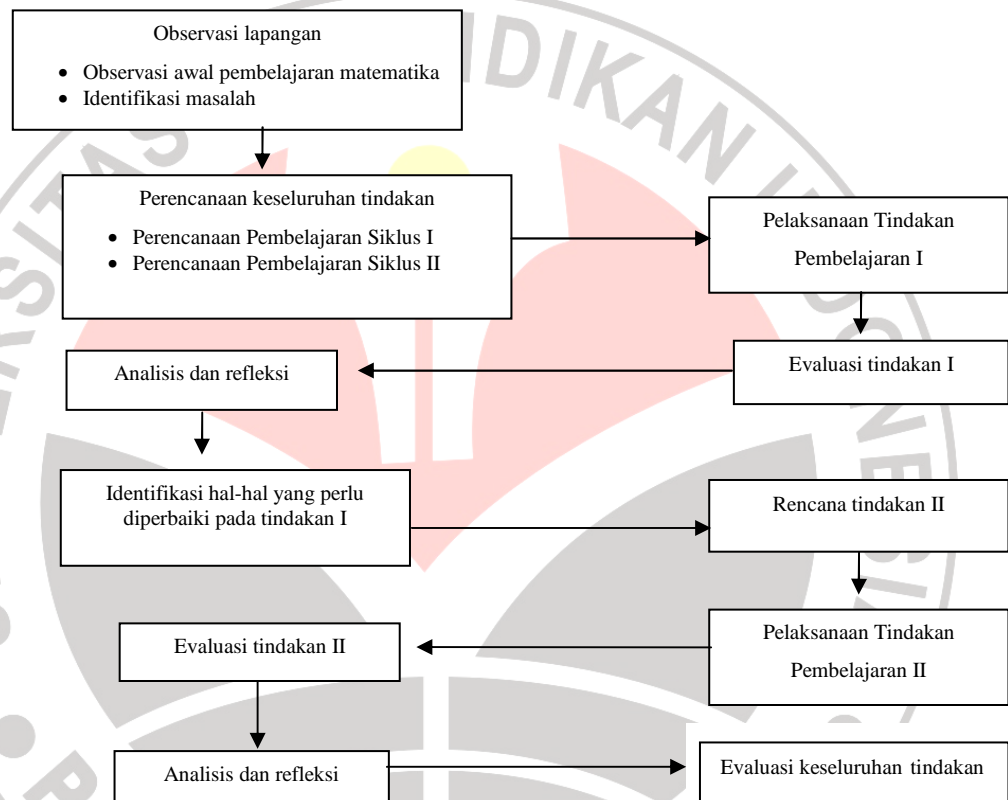 Observasi lapangan
• Observasi awal pembelajaran matematika
• Identifikasi masalah
Perencanaan keseluruhan tindakan
• Perencanaan Pembelajaran Siklus I
• Perencanaan Pembelajaran Siklus II
Pelaksanaan Tindakan
Pembelajaran I
Evaluasi tindakan I
Analisis dan refleksi
Identifikasi hal-hal yang perlu
diperbaiki pada tindakan I
Rencana tindakan II
Pelaksanaan Tindakan
Pembelajaran II
Evaluasi tindakan II
Analisis dan refleksi
Evaluasi keseluruhan tindakan